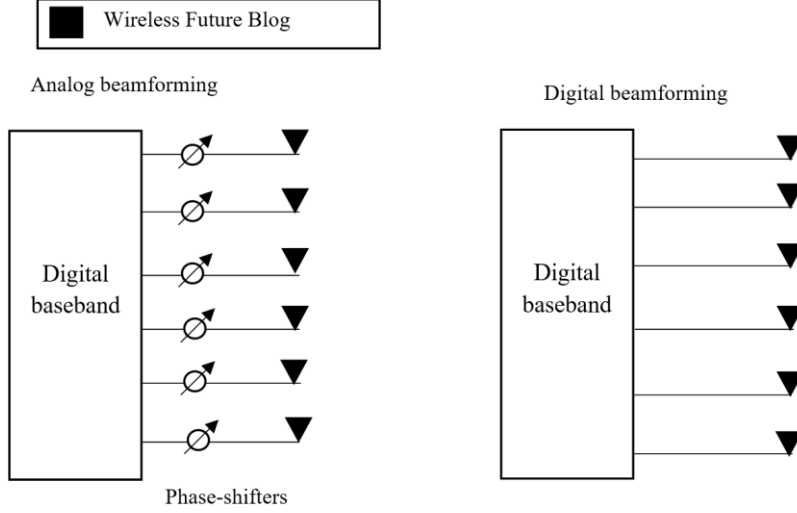 Wireless Future Blog
Analog beamforming
Digital beamforming
Digital
baseband
Digital
baseband
Phase-shifters